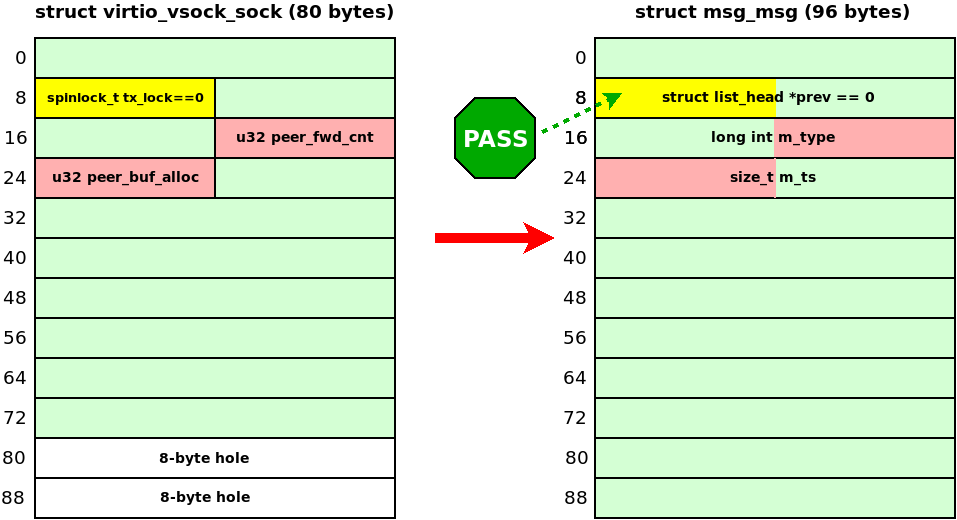 struct virtio_vsock_sock (80 bytes)
0
8
spinlock_t tx_lock==0
16
u32 peer_fwd_cnt
24
u32 peer_buf_alloc
32
40
48
56
64
72
80
8-byte hole
88
8-byte hole
PASS
struct msg_msg (96 bytes)
0
8
struct list_head *prev == 0
16
long int m_type
24
size_t m_ts
32
40
48
56
64
72
80
88